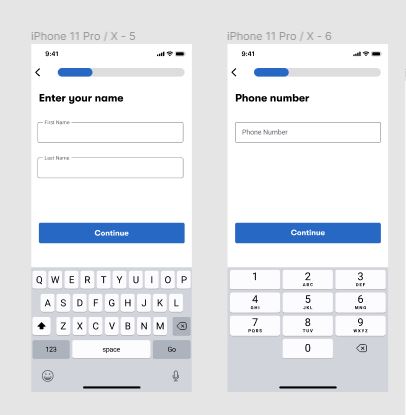 iPhone 11 Pro / X - 5
9:41
Enter your name
First Name
Last Name
Continue
Q W E R T Y U I O P
A S D F G H J K L
Z X C V B N M
123 space Go
iPhone 11 Pro / X - 6
9:41
Phone number
Phone Number
Continue
1 2 3
ABC DEF
4 5 6
GHI JKL MNO
7 8 9
PQRS TUV WXYZ
0